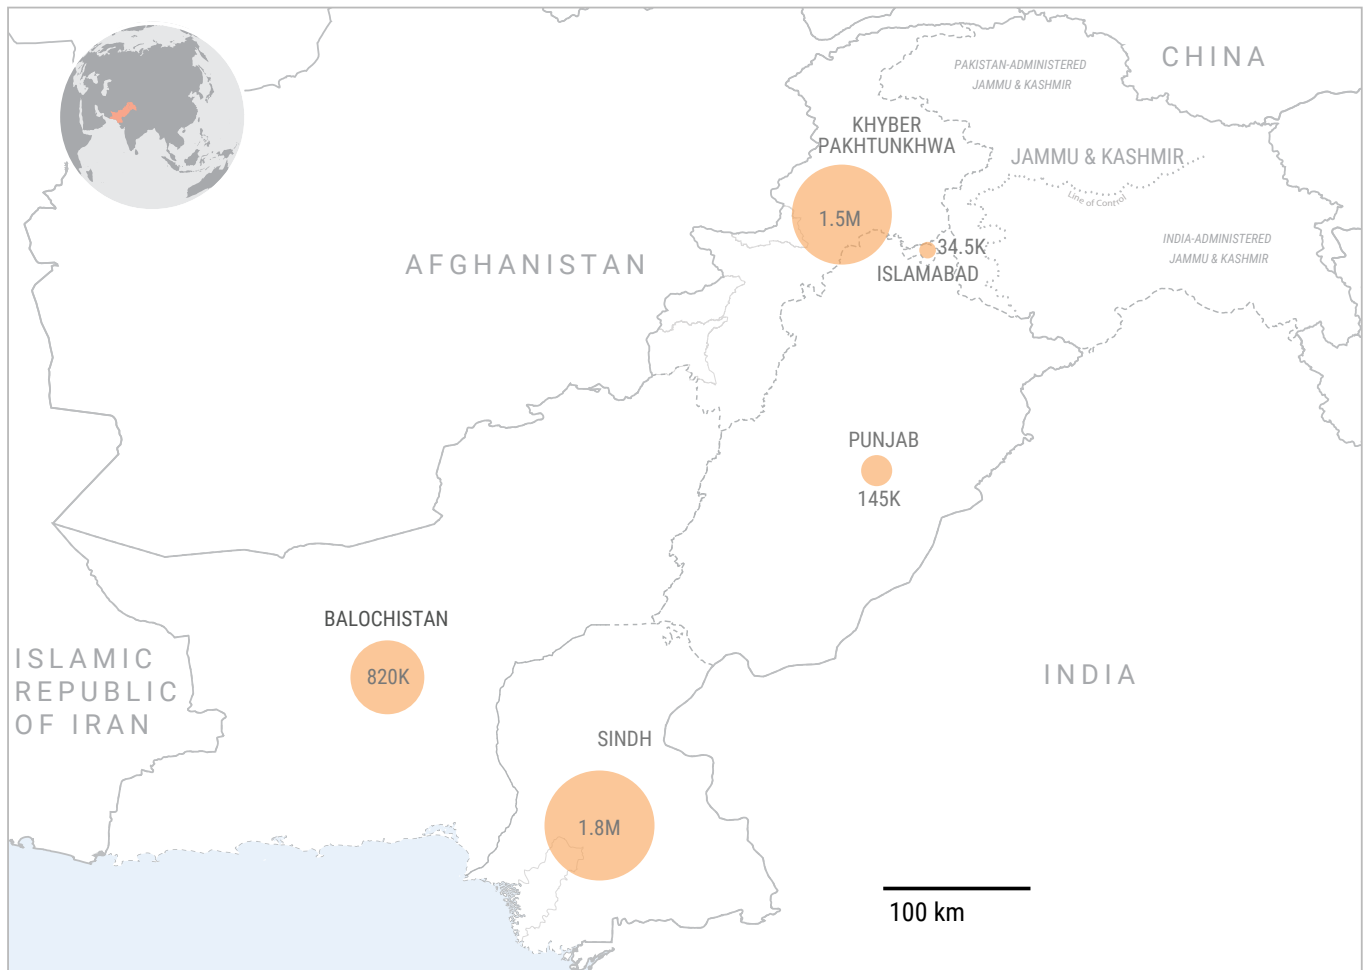 CHINA
PAKISTAN-ADMINISTERED
JAMMU & KASHMIR
KHYBER
PAKHTUNKHWA
JAMMU & KASHMIR
Line of Control
1.5M
34.5K
INDIA-ADMINISTERED
JAMMU & KASHMIR
AFGHANISTAN
ISLAMABAD
PUNJAB
145K
BALOCHISTAN
820K
ISLAMIC
REPUBLIC
OF IRAN
INDIA
SINDH
1.8M
100 km